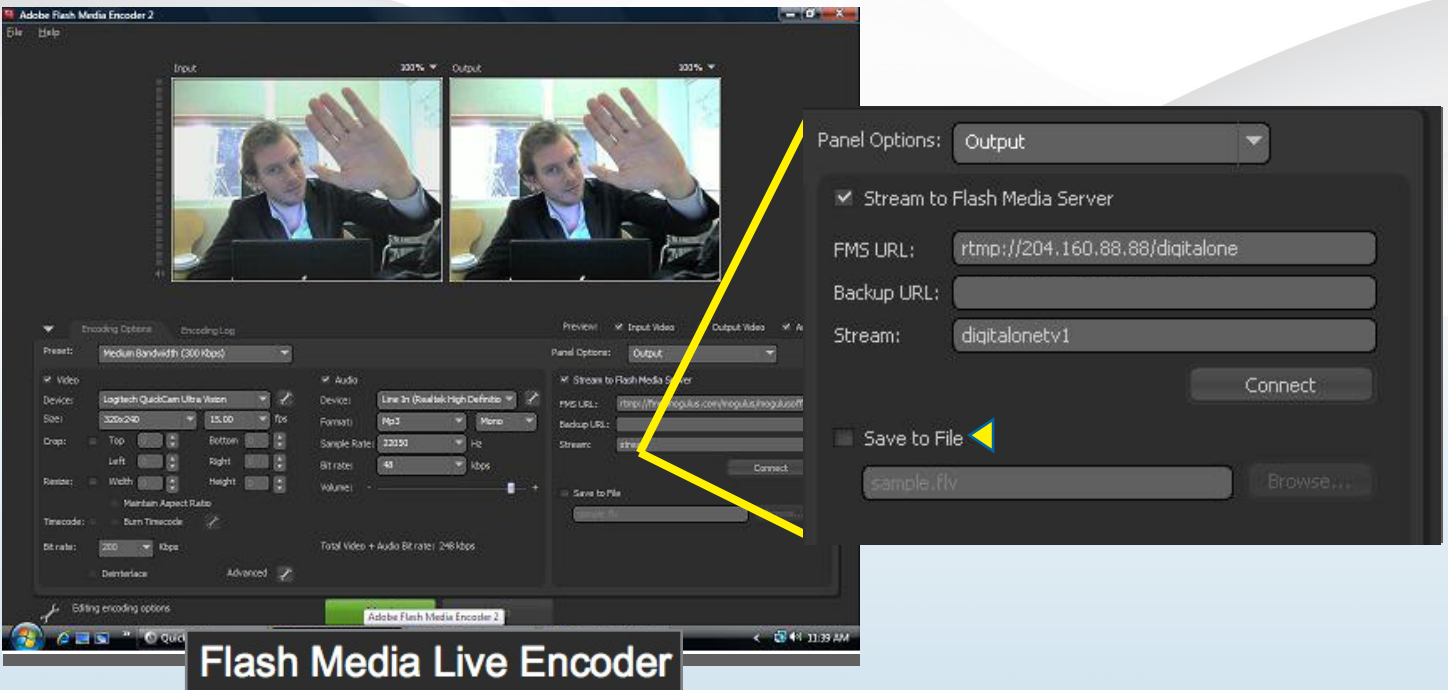 Adobe Flash Media Encoder 2
File Help
Input 100% Output 100%
Panel Options: Output
Stream to Flash Media Server
FMS URL: rtmp://204.160.88.88/digitalone
Backup URL:
Stream: digitalonetv1
Connect
Save to File
sample.flv Browse...
Encoding Options Encoding Log
Preview: Input Video Output Video
Preset: Medium Bandwidth (300 Kbps)
Panel Options: Output
Video
Device: Logitech QuickCam Ultra Vision
Size: 320x240 15.00 fps
Crop: Top Bottom
Left Right
Resize: Width Height
Maintain Aspect Ratio
Timecode: Burn Timecode
Bit rate: 200 Kbps
Deinterlace Advanced
Audio
Device: Line In (Realtek High Definitio
Format: Mp3 Mono
Sample Rate: 22050 Hz
Bit rate: 48 kbps
Volume: - +
Total Video + Audio Bit rate: 248 kbps
Stream to Flash Media Server
FMS URL:
Backup URL:
Stream:
Connect
Save to File
sample.flv
Editing encoding options
Adobe Flash Media Encoder 2
11:39 AM
Flash Media Live Encoder